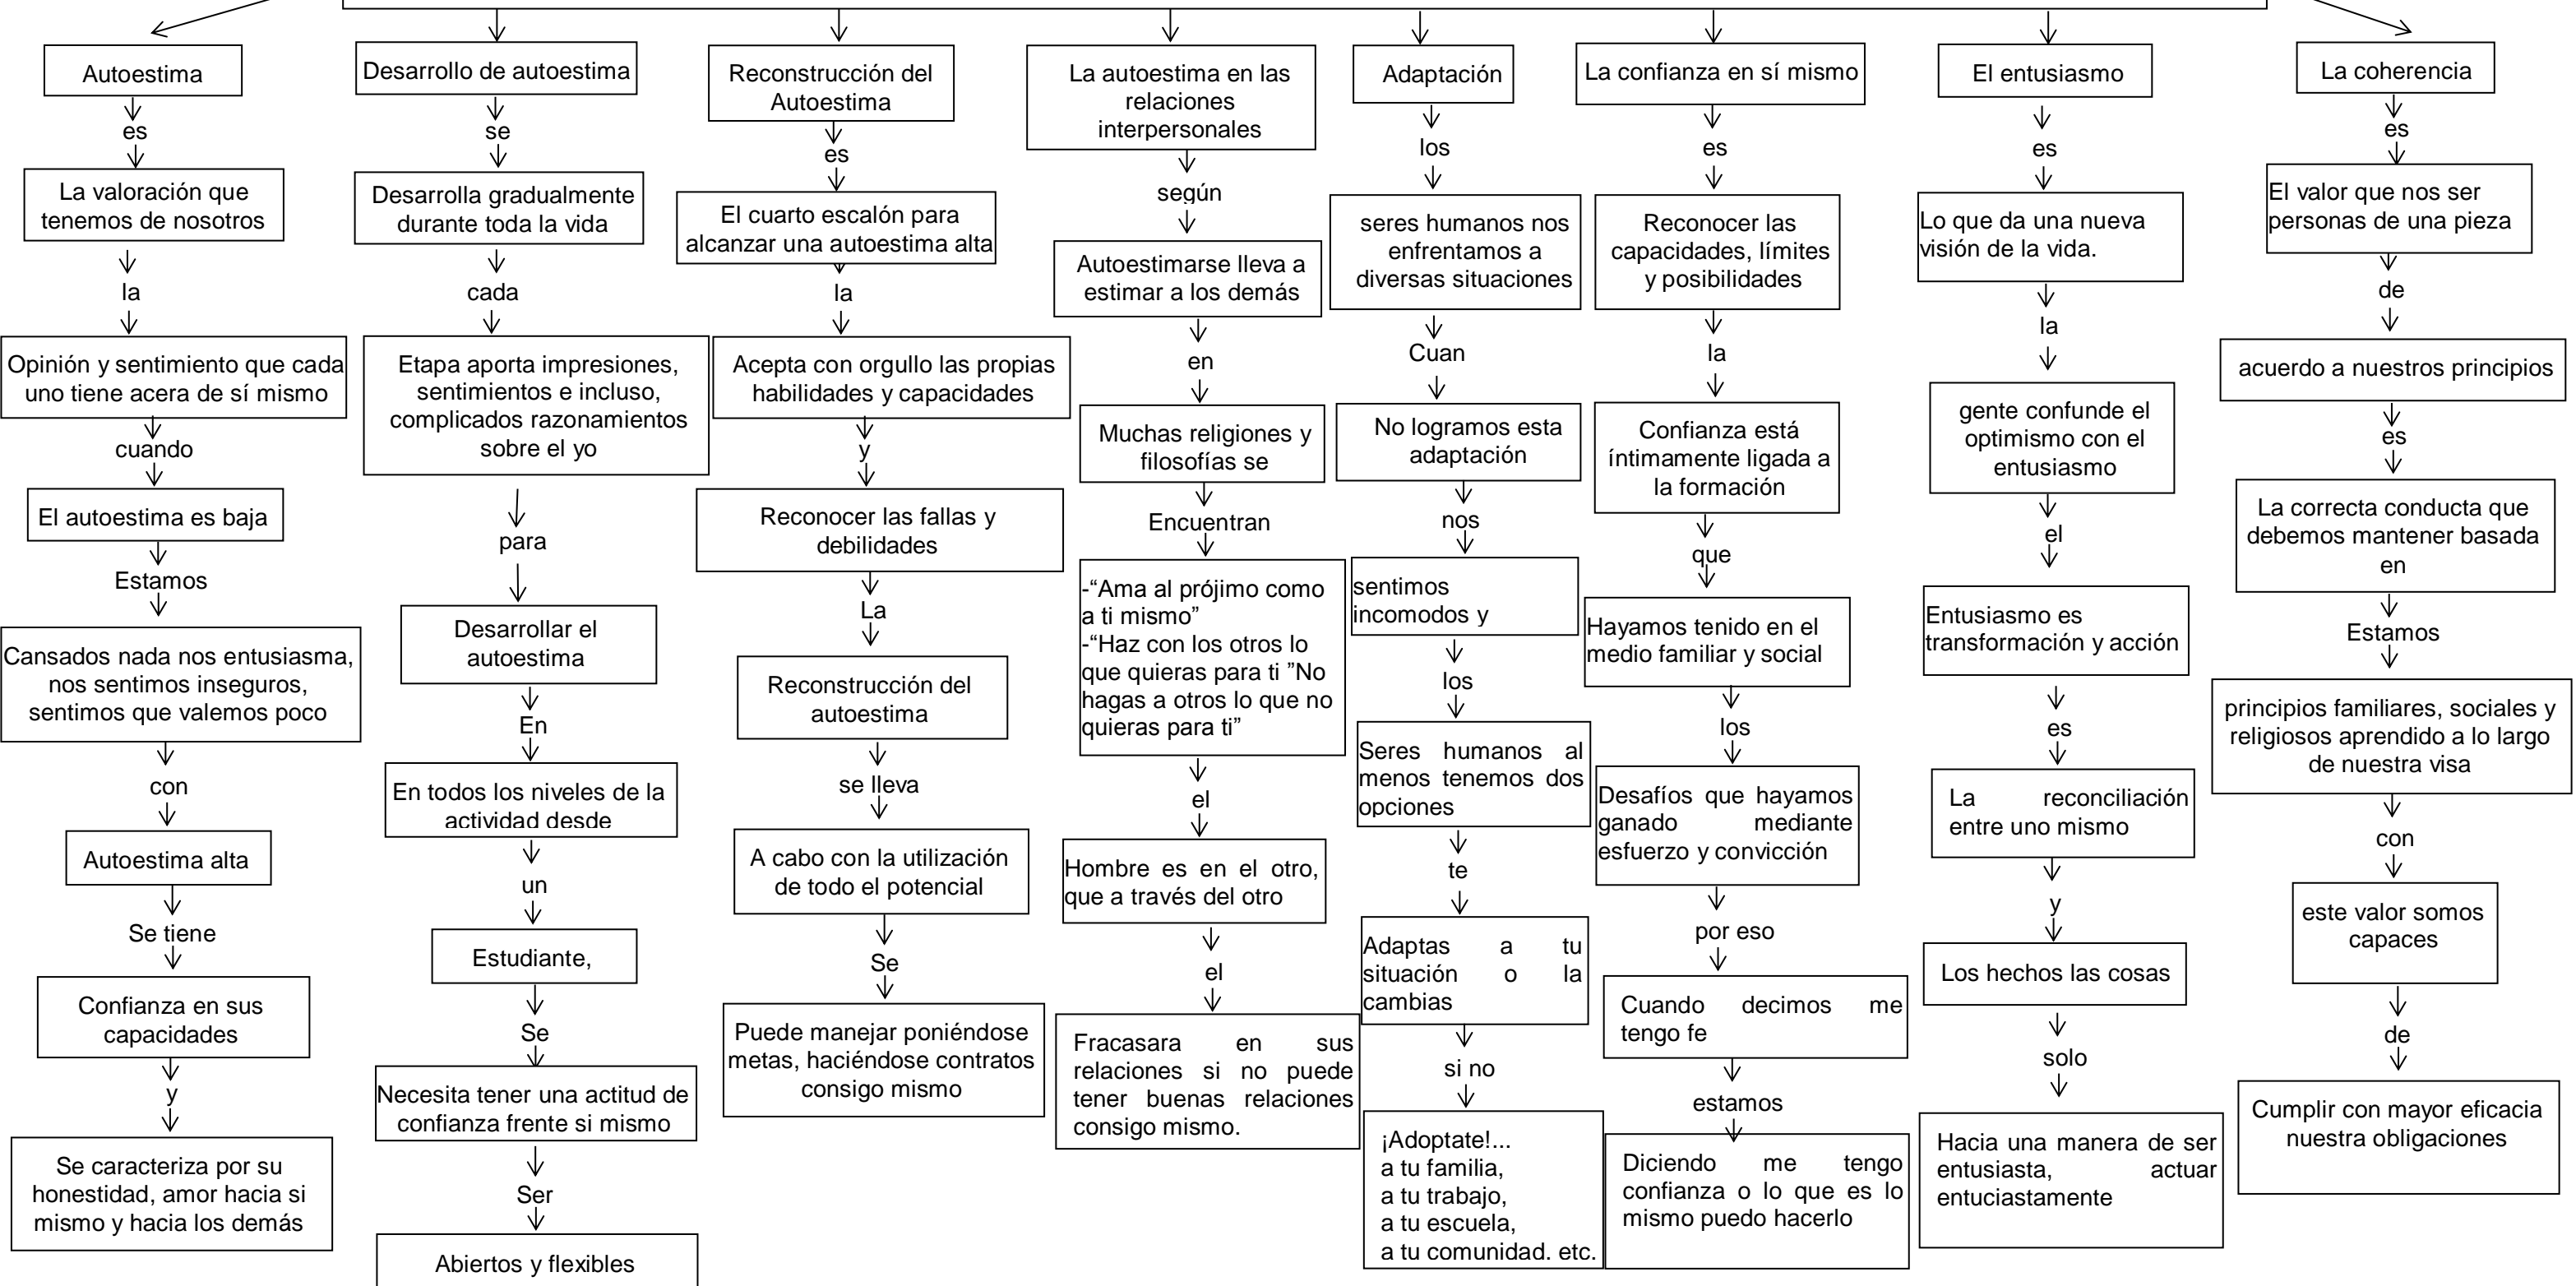 Autoestima
es
La valoración que
tenemos de nosotros
la
Opinión y sentimiento que cada
uno tiene acera de sí mismo
cuando
El autoestima es baja
Estamos
Cansados nada nos entusiasma,
nos sentimos inseguros,
sentimos que valemos poco
con
Autoestima alta
Se tiene
Confianza en sus
capacidades
y
Se caracteriza por su
honestidad, amor hacia si
mismo y hacia los demás
Desarrollo de autoestima
se
Desarrolla gradualmente
durante toda la vida
cada
Etapa aporta impresiones,
sentimientos e incluso,
complicados razonamientos
sobre el yo
para
Desarrollar el
autoestima
En
En todos los niveles de la
actividad desde
un
Estudiante,
Se
Necesita tener una actitud de
confianza frente si mismo
Ser
Abiertos y flexibles
Reconstrucción del
Autoestima
es
El cuarto escalón para
alcanzar una autoestima alta
la
Acepta con orgullo las propias
habilidades y capacidades
y
Reconocer las fallas y
debilidades
La
Reconstrucción del
autoestima
se lleva
A cabo con la utilización
de todo el potencial
Se
Puede manejar poniéndose
metas, haciéndose contratos
consigo mismo
La autoestima en las
relaciones
interpersonales
según
Autoestimarse lleva a
estimar a los demás
en
Muchas religiones y
filosofías se
Encuentran
-“Ama al prójimo como
a ti mismo”
-“Haz con los otros lo
que quieras para ti ”No
hagas a otros lo que no
quieras para ti”
el
Hombre es en el otro,
que a través del otro
el
Fracasara en sus
relaciones si no puede
tener buenas relaciones
consigo mismo.
Adaptación
los
seres humanos nos
enfrentamos a
diversas situaciones
Cuan
No logramos esta
adaptación
nos
sentimos
incomodos y
los
Seres humanos al
menos tenemos dos
opciones
te
Adaptas a tu
situación o la
cambias
si no
¡Adoptate!...
a tu familia,
a tu trabajo,
a tu escuela,
a tu comunidad. etc.
La confianza en sí mismo
es
Reconocer las
capacidades, límites
y posibilidades
la
Confianza está
íntimamente ligada a
la formación
que
Hayamos tenido en el
medio familiar y social
los
Desafíos que hayamos
ganado mediante
esfuerzo y convicción
por eso
Cuando decimos me
tengo fe
estamos
Diciendo me tengo
confianza o lo que es lo
mismo puedo hacerlo
El entusiasmo
es
Lo que da una nueva
visión de la vida.
la
gente confunde el
optimismo con el
entusiasmo
el
Entusiasmo es
transformación y acción
es
La reconciliación
entre uno mismo
y
Los hechos las cosas
solo
Hacia una manera de ser
entusiasta, actuar
entuciastamente
La coherencia
es
El valor que nos ser
personas de una pieza
de
acuerdo a nuestros principios
es
La correcta conducta que
debemos mantener basada
en
Estamos
principios familiares, sociales y
religiosos aprendido a lo largo
de nuestra visa
con
este valor somos
capaces
de
Cumplir con mayor eficacia
nuestra obligaciones